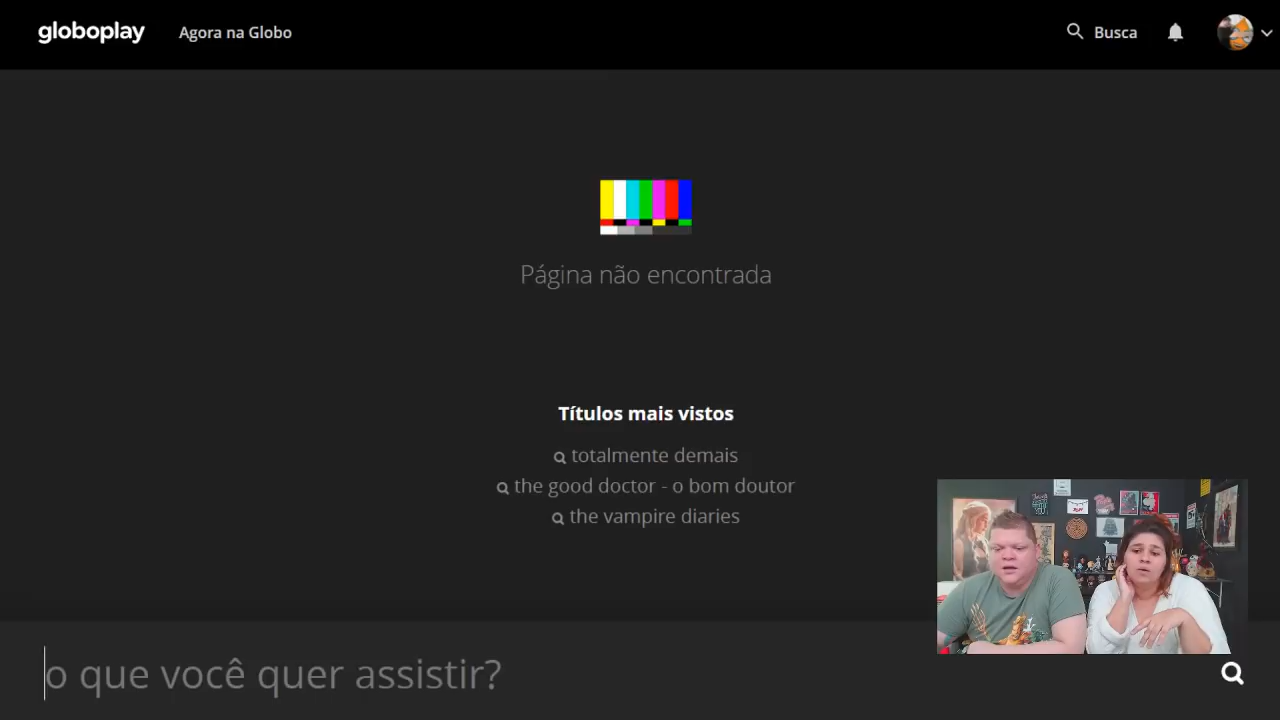 globoplay
Agora na Globo
Busca
Página não encontrada
Títulos mais vistos
totalmente demais
the good doctor - o bom doutor
the vampire diaries
o que você quer assistir?